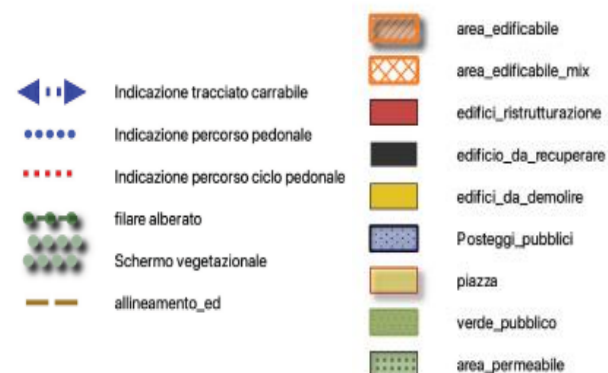 Indicazione tracciato carrabile
Indicazione percorso pedonale
Indicazione percorso ciclo pedonale
filare alberato
Schermo vegetazionale
allineamento_ed
area_edificabile
area_edificabile_mix
edifici_ristrutturazione
edificio_da_recuperare
edifici_da_demolire
Posteggi_pubblici
piazza
verde_pubblico
area_permeabile